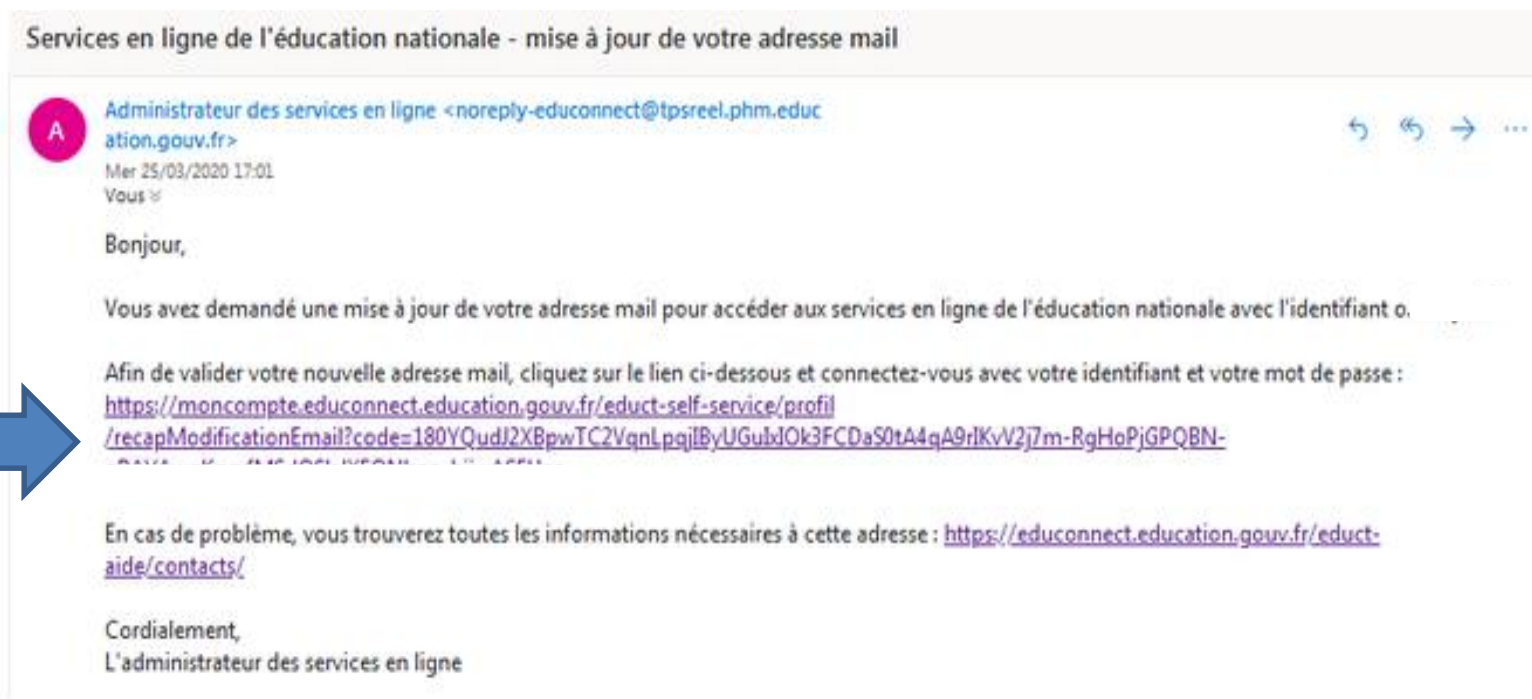 Services en ligne de l'éducation nationale - mise à jour de votre adresse mail
A
Administrateur des services en ligne <noreply-educonnect@tpsreel.phm.educ
ation.gouv.fr>
Mer 25/03/2020 17:01
Vous
Bonjour,
Vous avez demandé une mise à jour de votre adresse mail pour accéder aux services en ligne de l'éducation nationale avec l'identifiant o.
Afin de valider votre nouvelle adresse mail, cliquez sur le lien ci-dessous et connectez-vous avec votre identifiant et votre mot de passe :
https://moncompte.educonnect.education.gouv.fr/educt-self-service/profil
En cas de problème, vous trouverez toutes les informations nécessaires à cette adresse : https://educonnect.education.gouv.fr/educt-
aide/contacts/
Cordialement,
L'administrateur des services en ligne